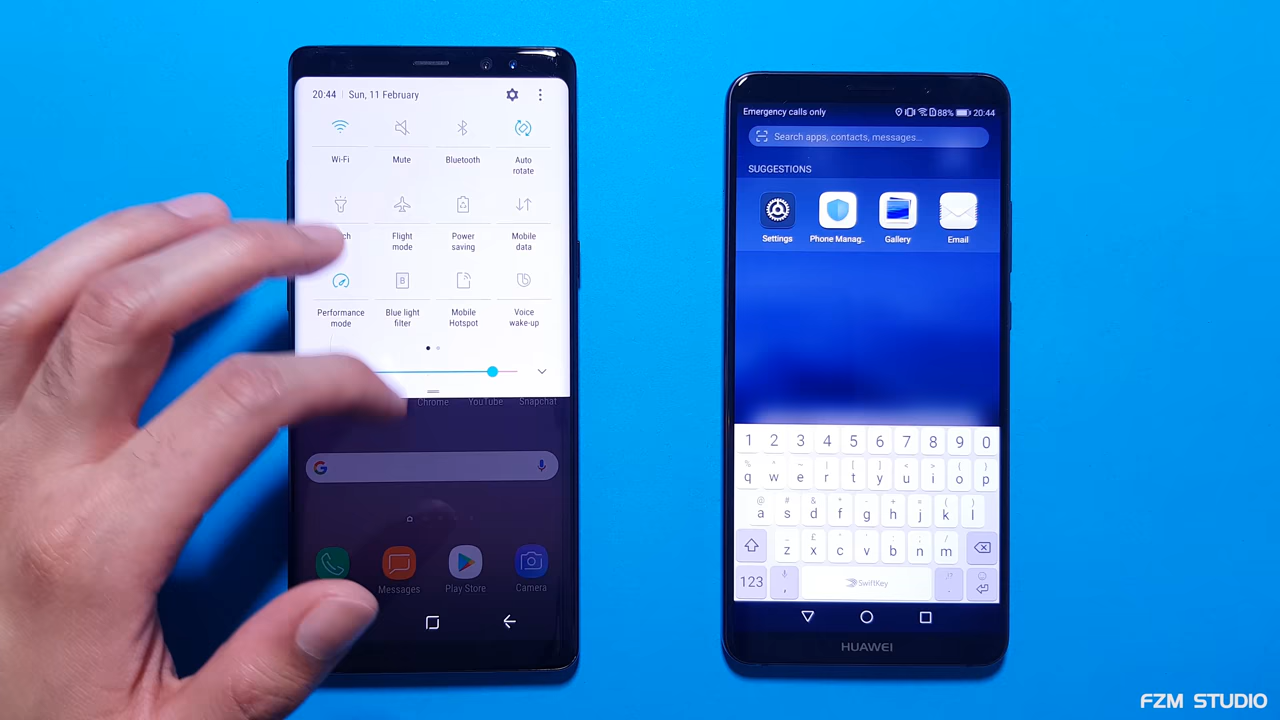 20:44 Sun, 11 February
Wi-Fi
Mute
Bluetooth
Auto
rotate
Flight
mode
Power
saving
Mobile
data
Performance
mode
Blue light
filter
Mobile
Hotspot
Voice
wake-up
Chrome YouTube Snapchat
Messages Play Store Camera
Emergency calls only 88% 20:44
Search apps, contacts, messages...
SUGGESTIONS
Settings Phone Manag.. Gallery Email
1 2 3 4 5 6 7 8 9 0
% ^ ~ | [ ] < > { }
q w e r t y u i o p
@ # & * - + = ( )
a s d f g h j k l
_ £ " ' : ; /
z x c v b n m
123 , SwiftKey .
HUAWEI
FZM STUDIO